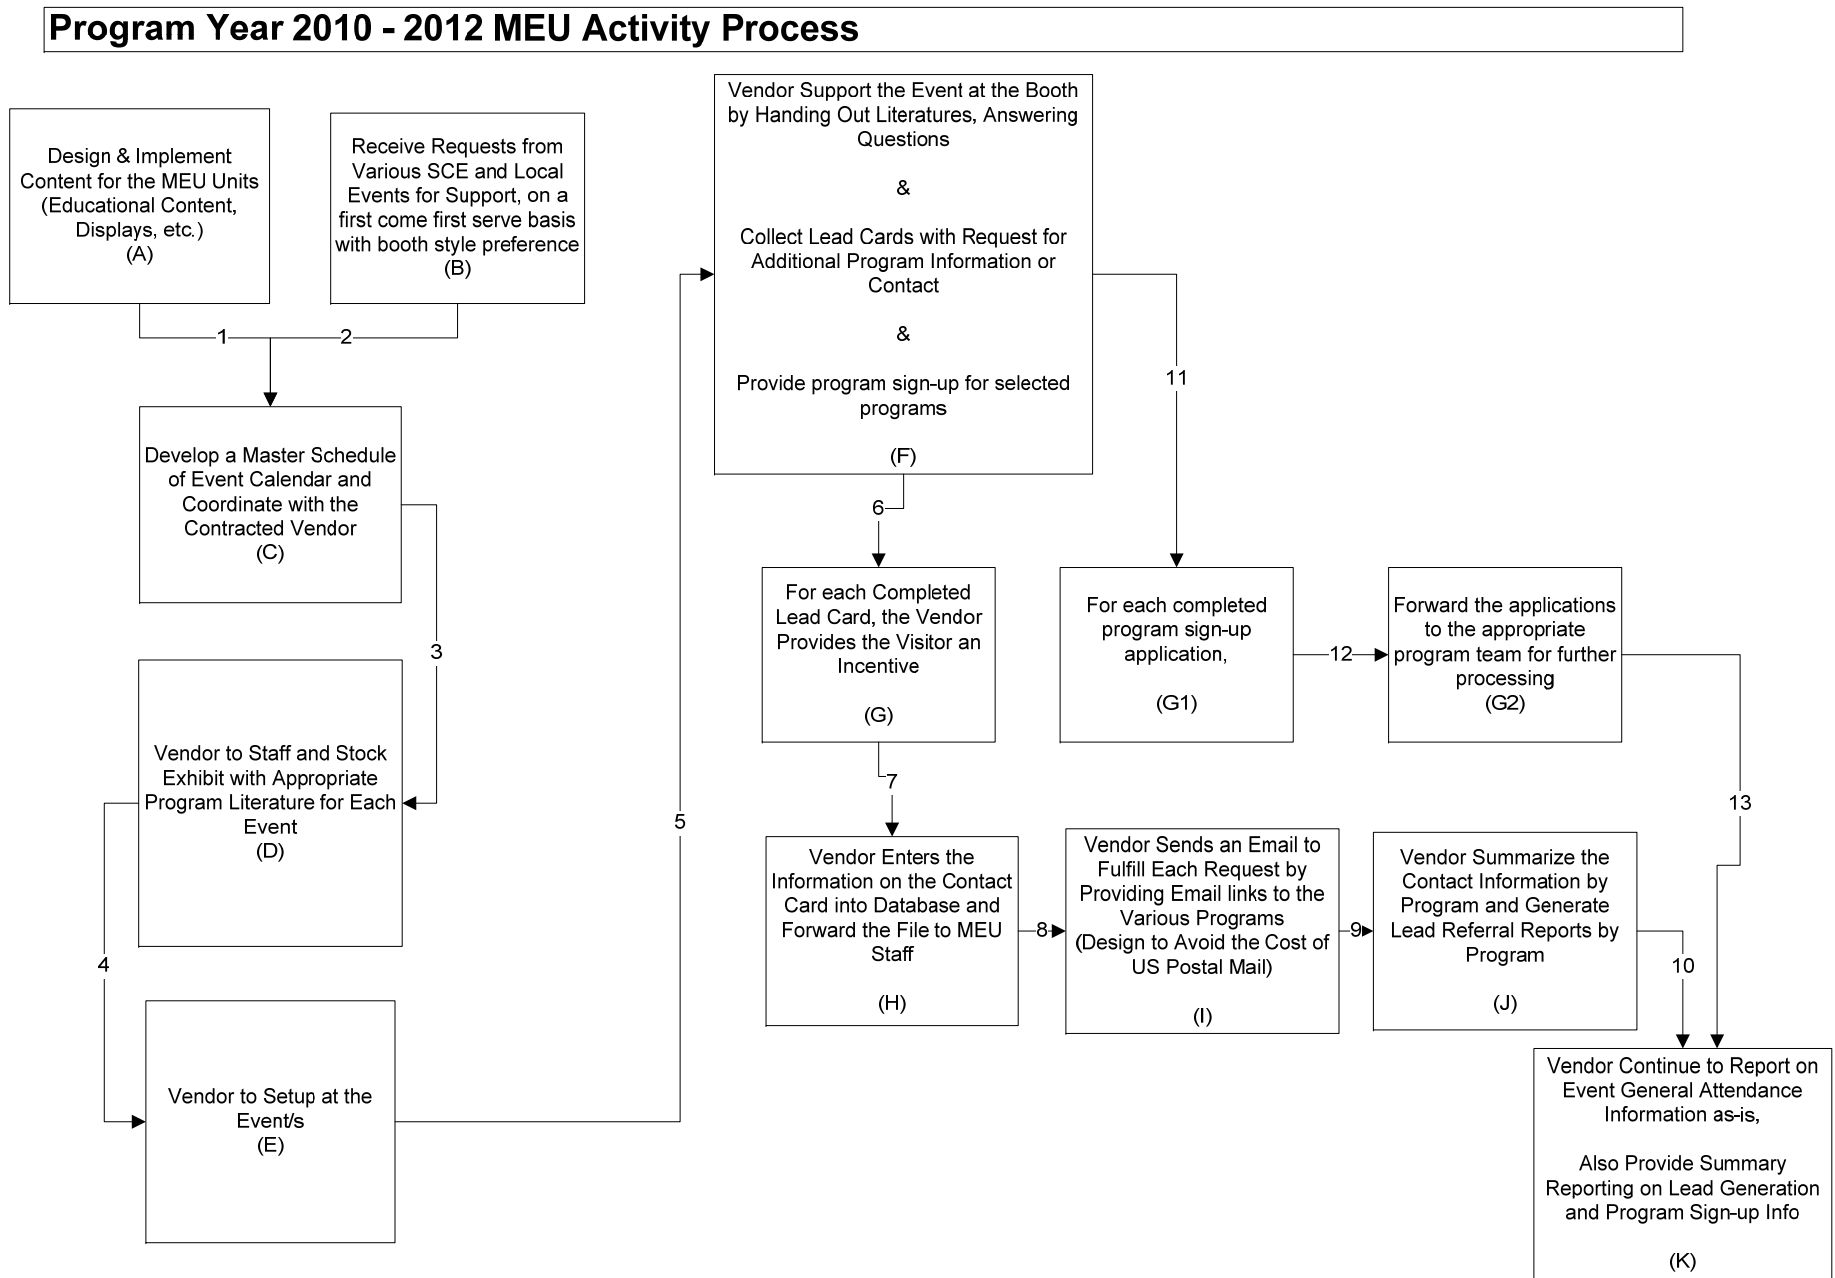 Program Year 2010 - 2012 MEU Activity Process
Design & Implement
Content for the MEU Units
(Educational Content,
Displays, etc.)
(A)
Receive Requests from
Various SCE and Local
Events for Support, on a
first come first serve basis
with booth style preference
(B)
1
2
Develop a Master Schedule
of Event Calendar and
Coordinate with the
Contracted Vendor
(C)
3
Vendor to Staff and Stock
Exhibit with Appropriate
Program Literature for Each
Event
(D)
4
Vendor to Setup at the
Event/s
(E)
5
Vendor Support the Event at the Booth
by Handing Out Literatures, Answering
Questions
&
Collect Lead Cards with Request for
Additional Program Information or
Contact
&
Provide program sign-up for selected
programs
(F)
6
11
For each Completed
Lead Card, the Vendor
Provides the Visitor an
Incentive
(G)
For each completed
program sign-up
application,
(G1)
12
Forward the applications
to the appropriate
program team for further
processing
(G2)
7
13
Vendor Enters the
Information on the Contact
Card into Database and
Forward the File to MEU
Staff
(H)
8
Vendor Sends an Email to
Fulfill Each Request by
Providing Email links to the
Various Programs
(Design to Avoid the Cost of
US Postal Mail)
(I)
9
Vendor Summarize the
Contact Information by
Program and Generate
Lead Referral Reports by
Program
(J)
10
Vendor Continue to Report on
Event General Attendance
Information as-is,
Also Provide Summary
Reporting on Lead Generation
and Program Sign-up Info
(K)